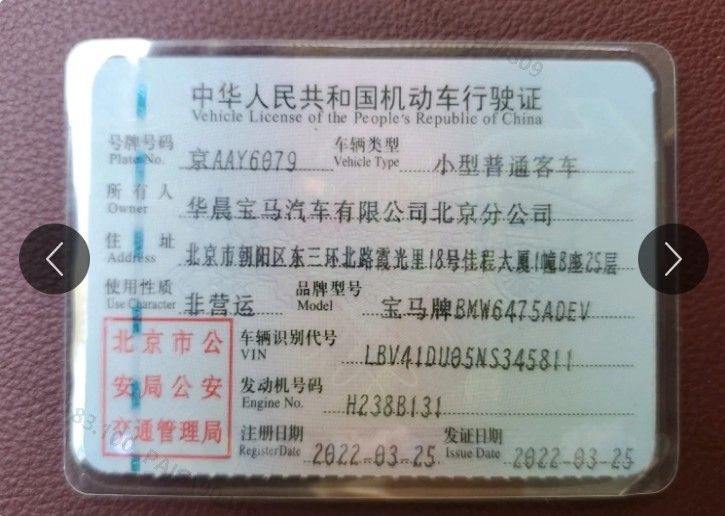 中华人民共和国机动车行驶证
Vehicle License of the People's Republic of China
号牌号码 京AAY6079 车辆类型 小型普通客车
Plate No. Vehicle Type
所有人 华晨宝马汽车有限公司北京分公司
Owner
住址 北京市朝阳区东三环北路霞光里18号佳程大厦1幢B座25层
Address
使用性质 非营运 品牌型号 宝马牌BMW6475ADEV
Use Character Model
北京市公 车辆识别代号 LBV41DU05NS345811
VIN
安局公安 发动机号码 H238B131
Engine No.
交通管理局 注册日期 2022-03-25 发证日期 2022-03-25
Register Date Issue Date